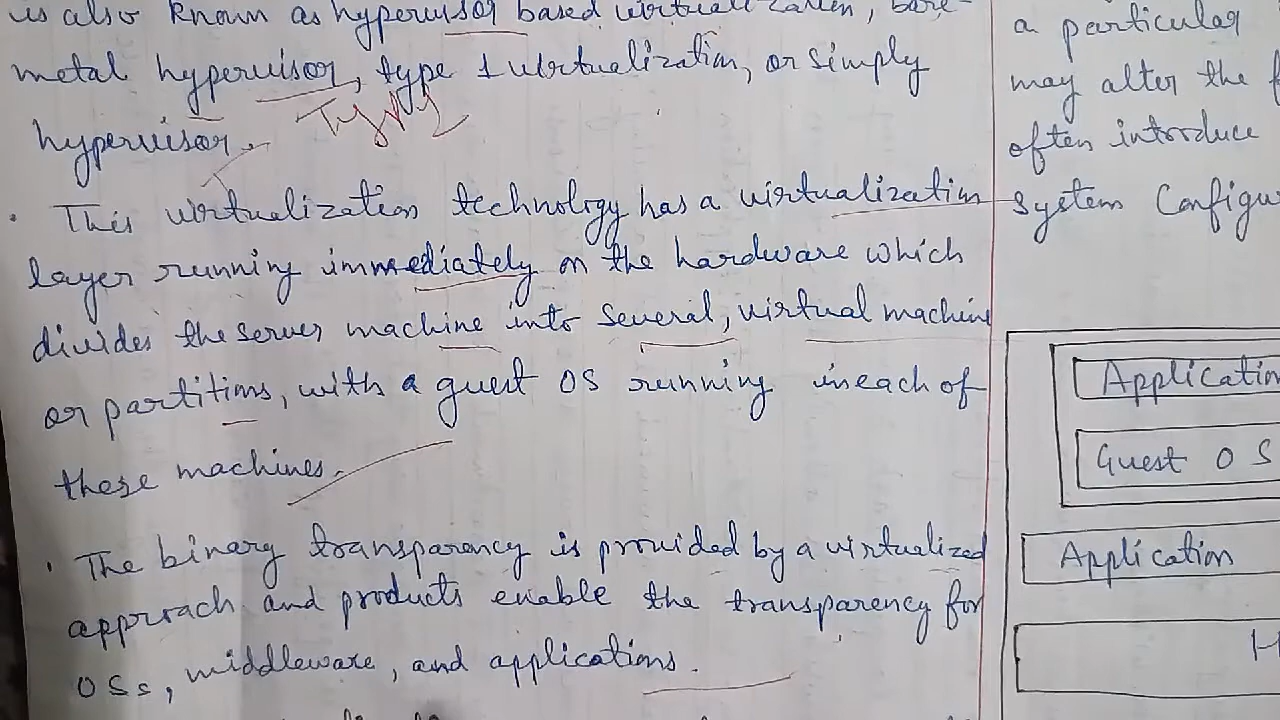 is also known as hypervisor based virtualization, bare-
metal hypervisor, type 1 virtualization, or simply
hypervisor.
• This virtualization technology has a virtualization
layer running immediately on the hardware which
divides the server machine into several, virtual machine
or partitions, with a guest OS running in each of
these machines.
• The binary transparency is provided by a virtualized
approach and products enable the transparency for
OSs, middleware, and applications.
a particular
may alter the
often introduce
System Configu
Application
Guest OS
Application
H